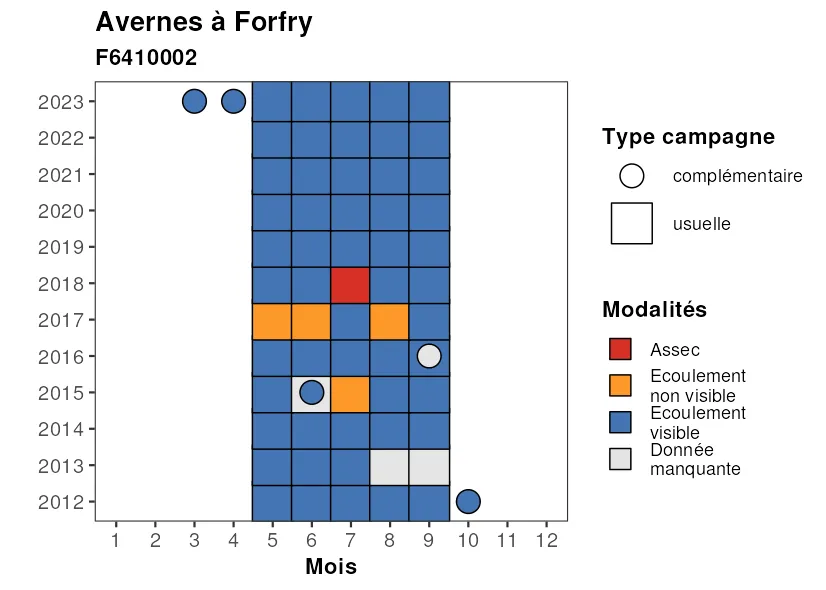 Avernes à Forfry
F6410002
2023
2022
2021
2020
2019
2018
2017
2016
2015
2014
2013
2012
1 2 3 4 5 6 7 8 9 10 11 12
Mois
Type campagne
complémentaire
usuelle
Modalités
Assec
Ecoulement
non visible
Ecoulement
visible
Donnée
manquante